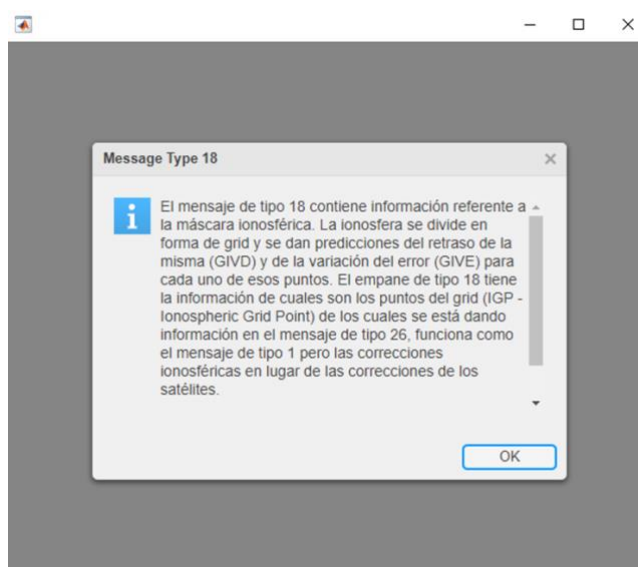 Message Type 18
El mensaje de tipo 18 contiene información referente a
la máscara ionosférica. La ionosfera se divide en
forma de grid y se dan predicciones del retraso de la
misma (GIVD) y de la variación del error (GIVE) para
cada uno de esos puntos. El empane de tipo 18 tiene
la información de cuales son los puntos del grid (IGP -
Ionospheric Grid Point) de los cuales se está dando
información en el mensaje de tipo 26, funciona como
el mensaje de tipo 1 pero las correcciones
ionosféricas en lugar de las correcciones de los
satélites.
OK